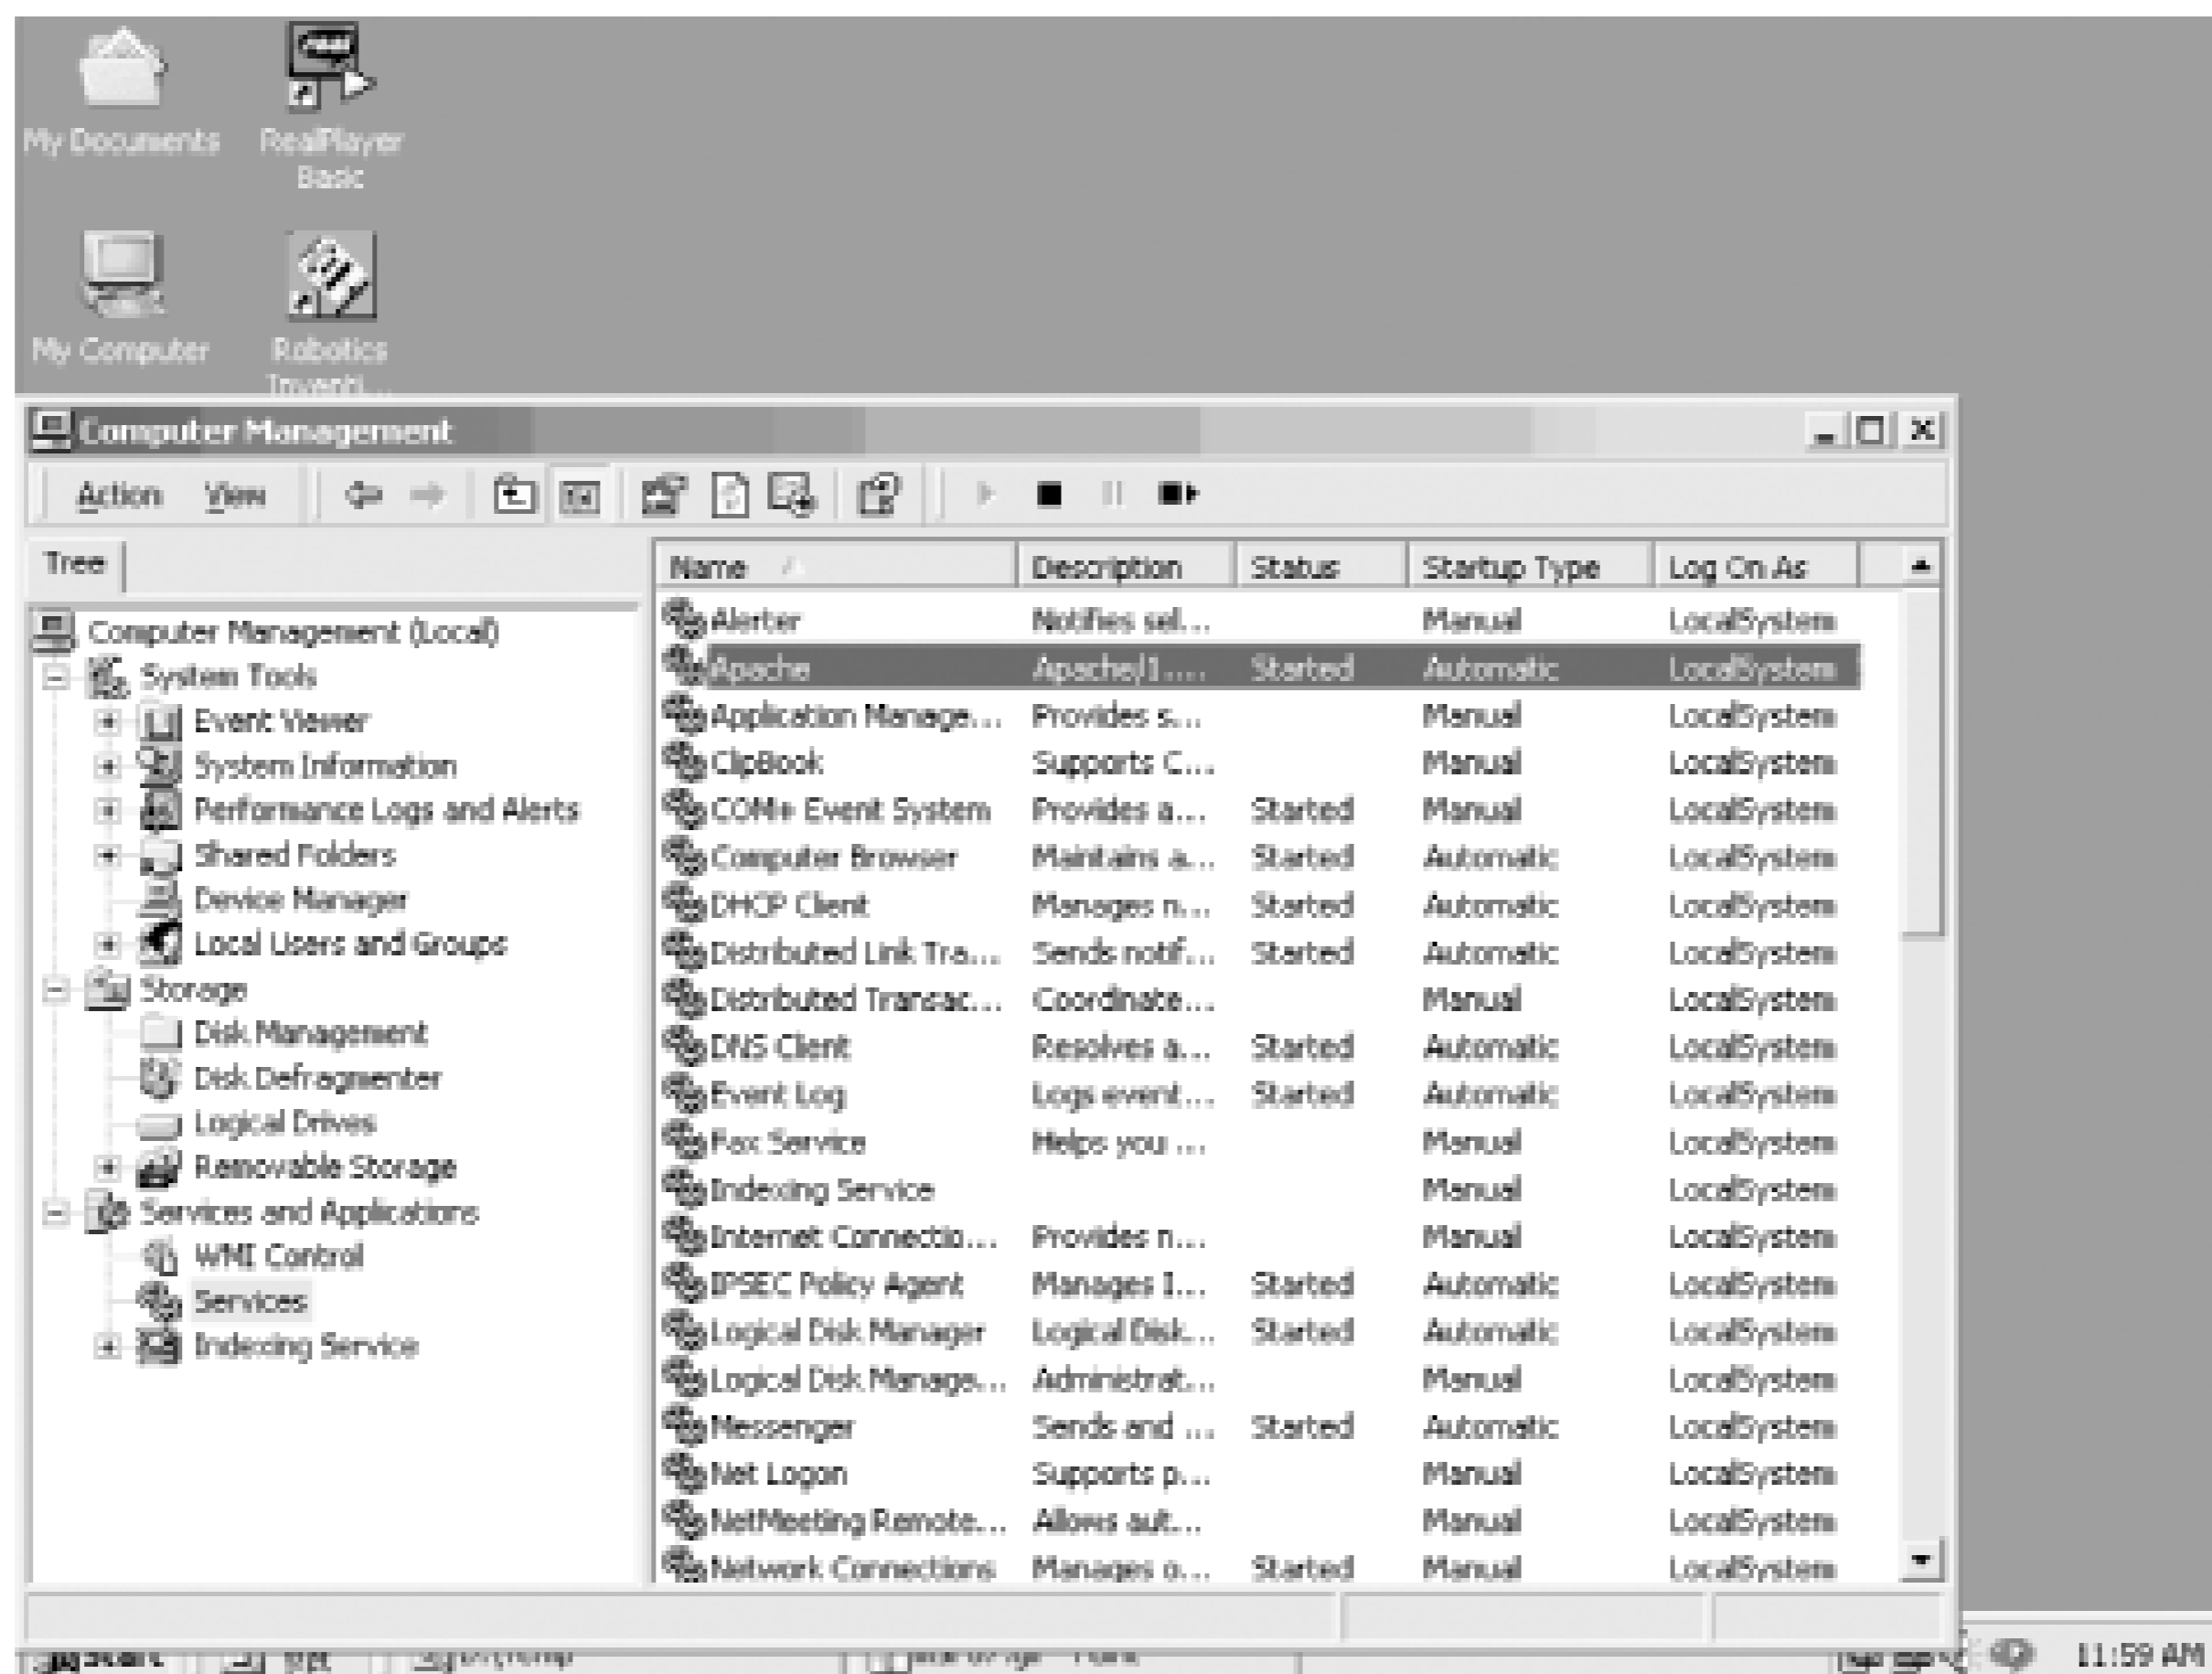 My Documents
RealPlayer
Basic
My Computer
Robotics
Inventi...
Computer Management
Action View
Tree
Computer Management (Local)
System Tools
Event Viewer
System Information
Performance Logs and Alerts
Shared Folders
Device Manager
Local Users and Groups
Storage
Disk Management
Disk Defragmenter
Logical Drives
Removable Storage
Services and Applications
WMI Control
Services
Indexing Service
Name Description Status Startup Type Log On As
Alerter Notifies sel... Manual LocalSystem
Apache Apache/1.... Started Automatic LocalSystem
Application Manage... Provides s... Manual LocalSystem
ClipBook Supports C... Manual LocalSystem
COM+ Event System Provides a... Started Manual LocalSystem
Computer Browser Maintains a... Started Automatic LocalSystem
DHCP Client Manages n... Started Automatic LocalSystem
Distributed Link Tra... Sends notif... Started Automatic LocalSystem
Distributed Transac... Coordinate... Manual LocalSystem
DNS Client Resolves a... Started Automatic LocalSystem
Event Log Logs event... Started Automatic LocalSystem
Fax Service Helps you ... Manual LocalSystem
Indexing Service Manual LocalSystem
Internet Connectio... Provides n... Manual LocalSystem
IPSEC Policy Agent Manages I... Started Automatic LocalSystem
Logical Disk Manager Logical Disk... Started Automatic LocalSystem
Logical Disk Manage... Administrat... Manual LocalSystem
Messenger Sends and ... Started Automatic LocalSystem
Net Logon Supports p... Manual LocalSystem
NetMeeting Remote... Allows aut... Manual LocalSystem
Network Connections Manages o... Started Manual LocalSystem
Start
11:59 AM